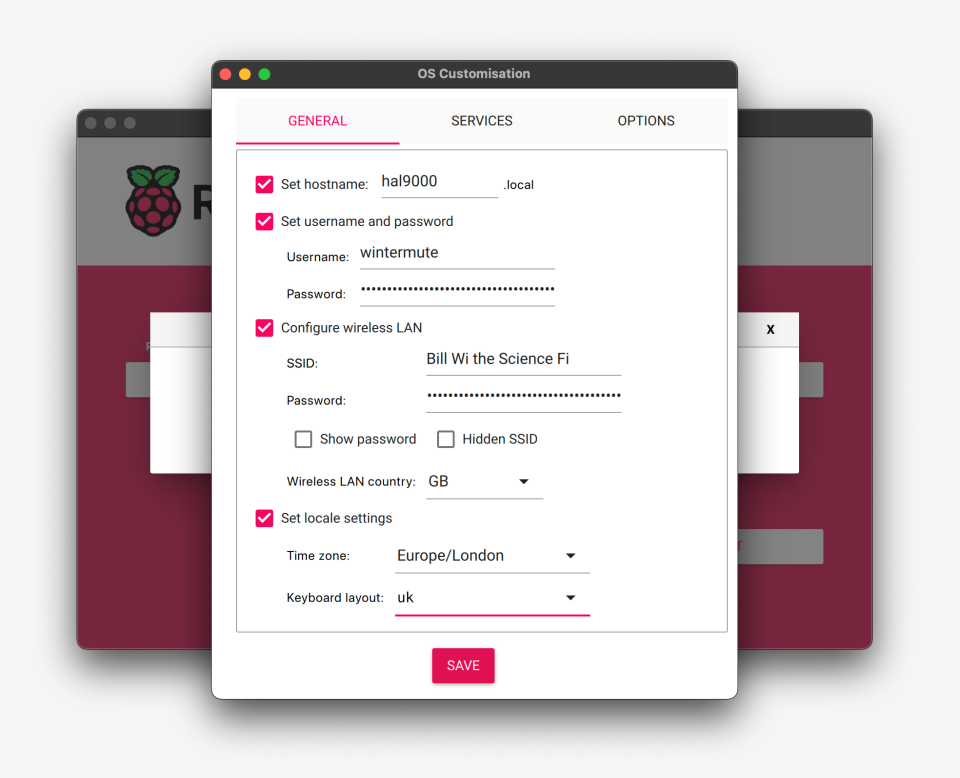 OS Customisation
GENERAL SERVICES OPTIONS
Set hostname: hal9000 .local
Set username and password
Username: wintermute
Password: •••••••••••••••••••••••••••••••••••••
Configure wireless LAN
X
SSID: Bill Wi the Science Fi
Password: •••••••••••••••••••••••••••••••••••••
Show password Hidden SSID
Wireless LAN country: GB
Set locale settings
Time zone: Europe/London
Keyboard layout: uk
SAVE